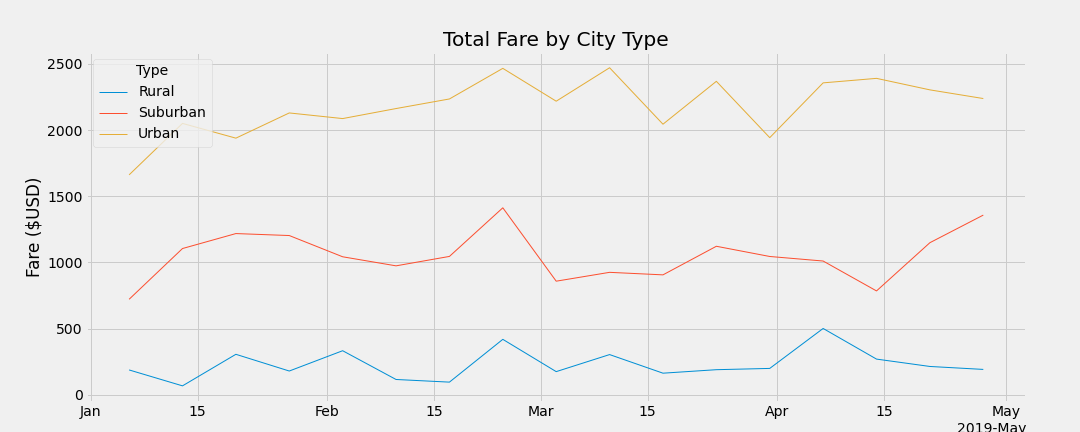 Total Fare by City Type
Type
Rural
Suburban
Urban
Fare ($USD)
2500
2000
1500
1000
500
0
Jan 15 Feb 15 Mar 15 Apr 15 May
2019-May